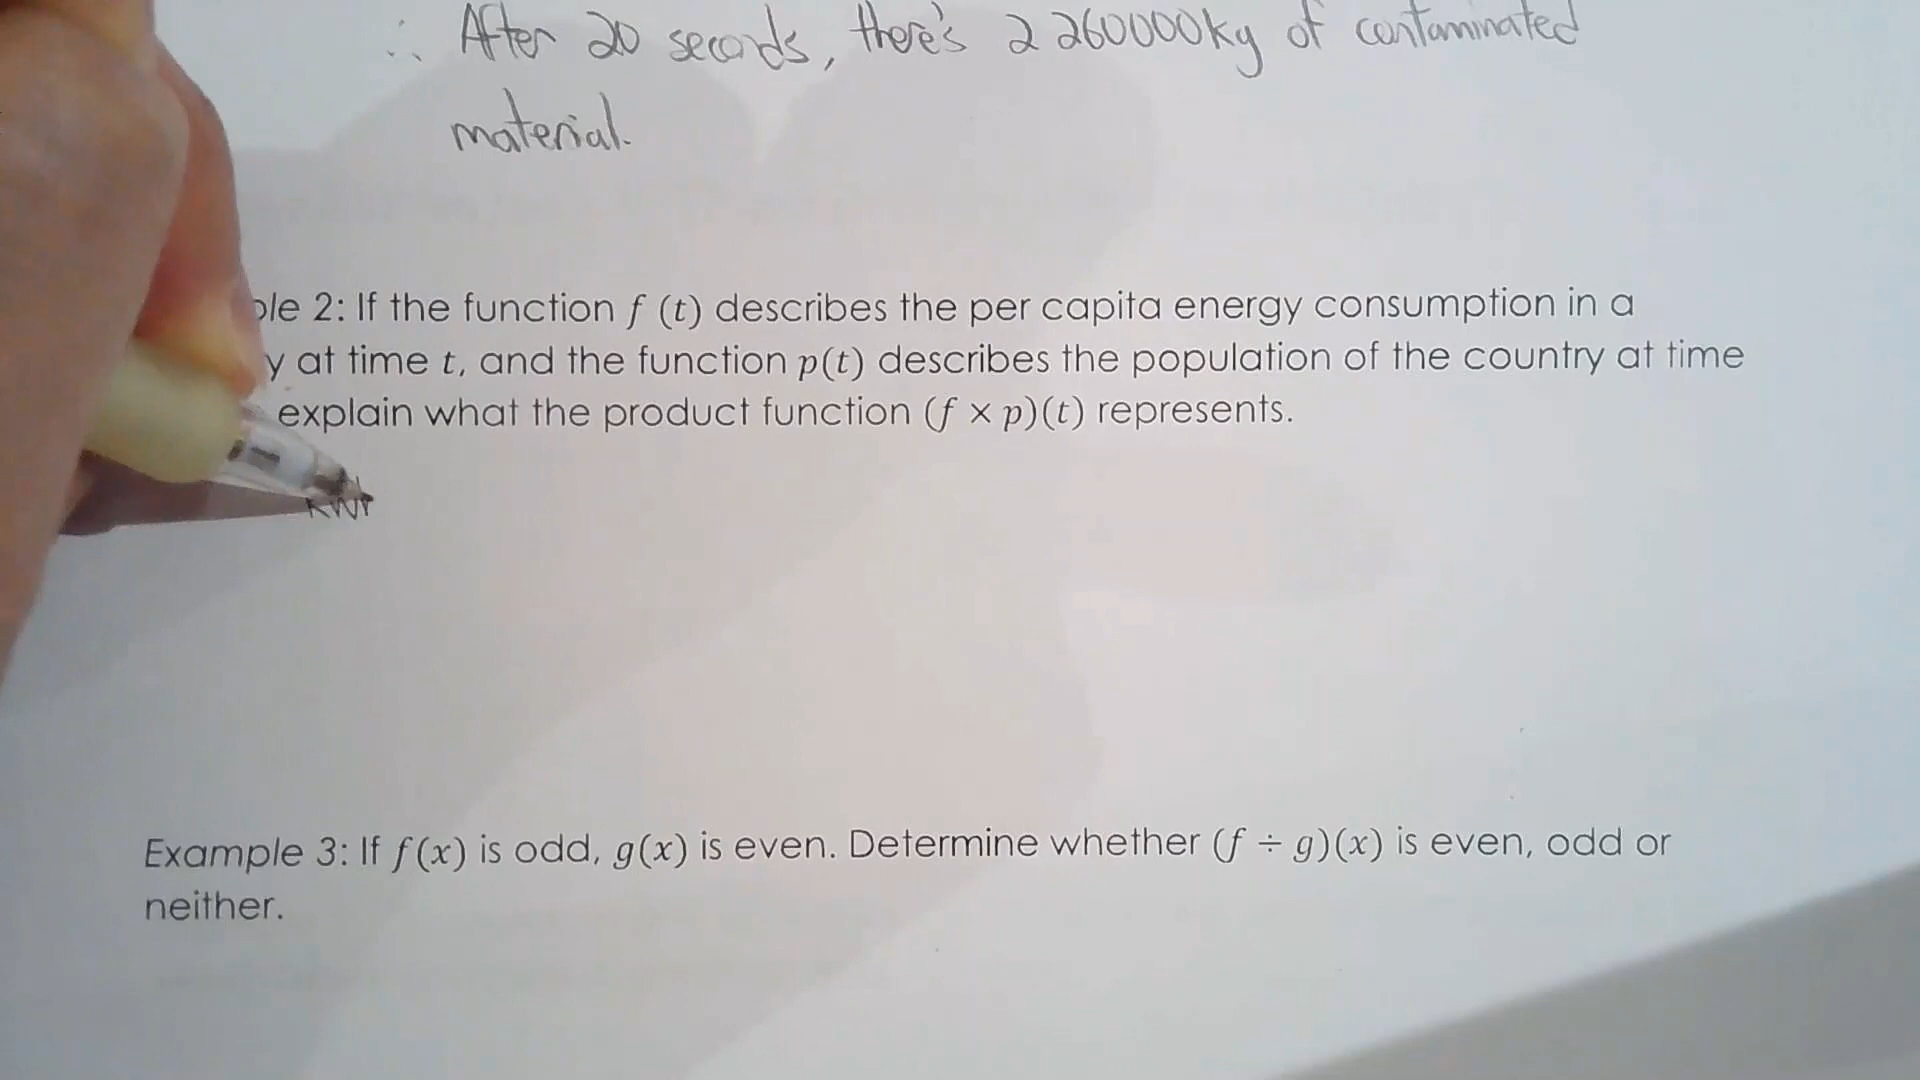 ∴ After 20 seconds, there's 2 260000kg of contaminated
material.
ple 2: If the function f (t) describes the per capita energy consumption in a
y at time t, and the function p(t) describes the population of the country at time
explain what the product function (f × p)(t) represents.
Example 3: If f(x) is odd, g(x) is even. Determine whether (f ÷ g)(x) is even, odd or
neither.